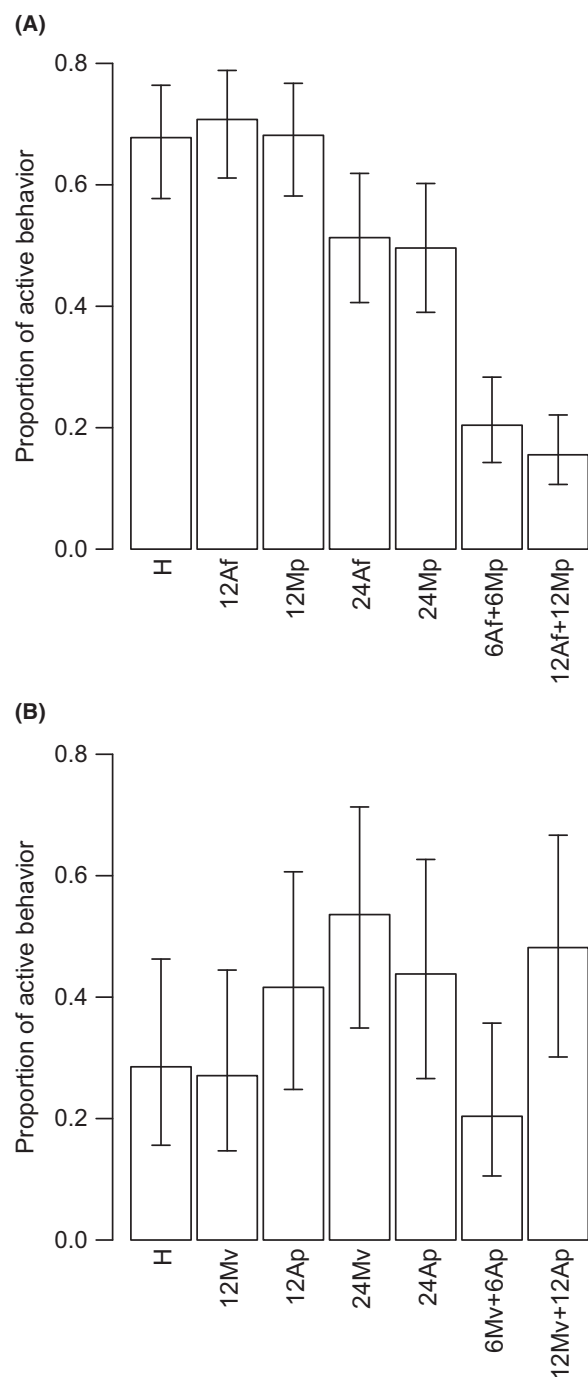 (A)
Proportion of active behavior
0.8
0.6
0.4
0.2
0.0
H
12Af
12Mp
24Af
24Mp
6Af+6Mp
12Af+12Mp
(B)
Proportion of active behavior
0.8
0.6
0.4
0.2
0.0
H
12Mv
12Ap
24Mv
24Ap
6Mv+6Ap
12Mv+12Ap